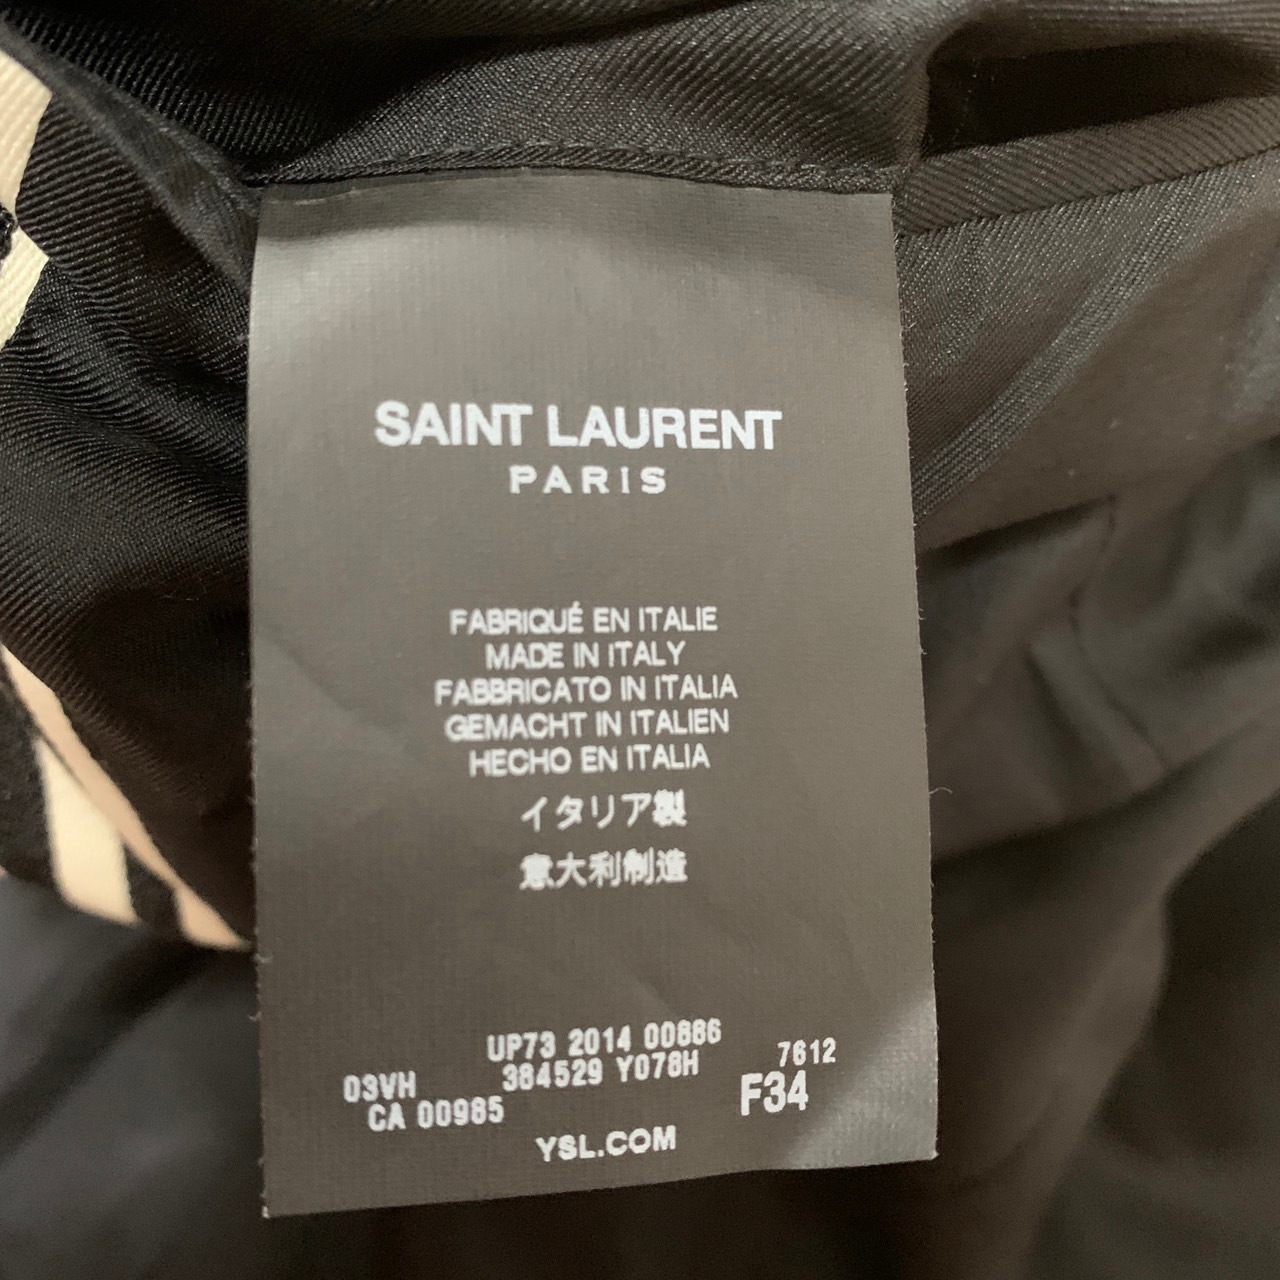 SAINT LAURENT
PARIS
FABRIQUÉ EN ITALIE
MADE IN ITALY
FABBRICATO IN ITALIA
GEMACHT IN ITALIEN
HECHO EN ITALIA
イタリア製
意大利制造
UP73 2014 00886
03VH 384529 Y078H 7612
CA 00985 F34
YSL.COM